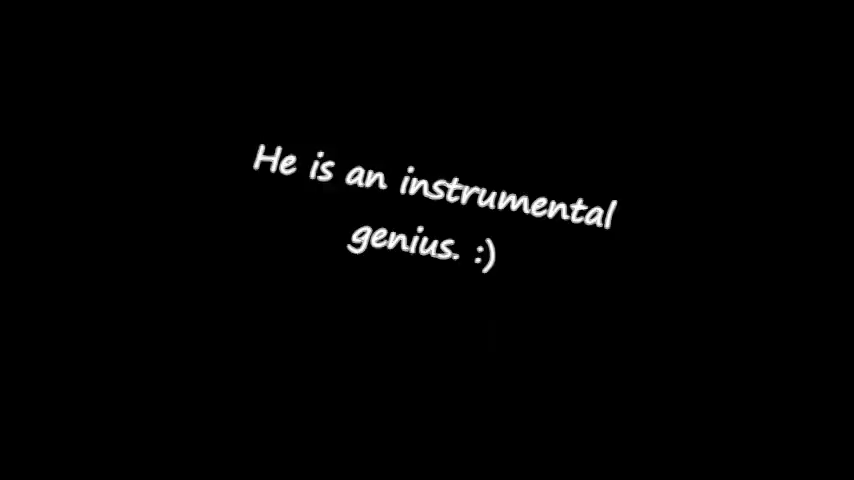 He is an instrumental
genius. :)